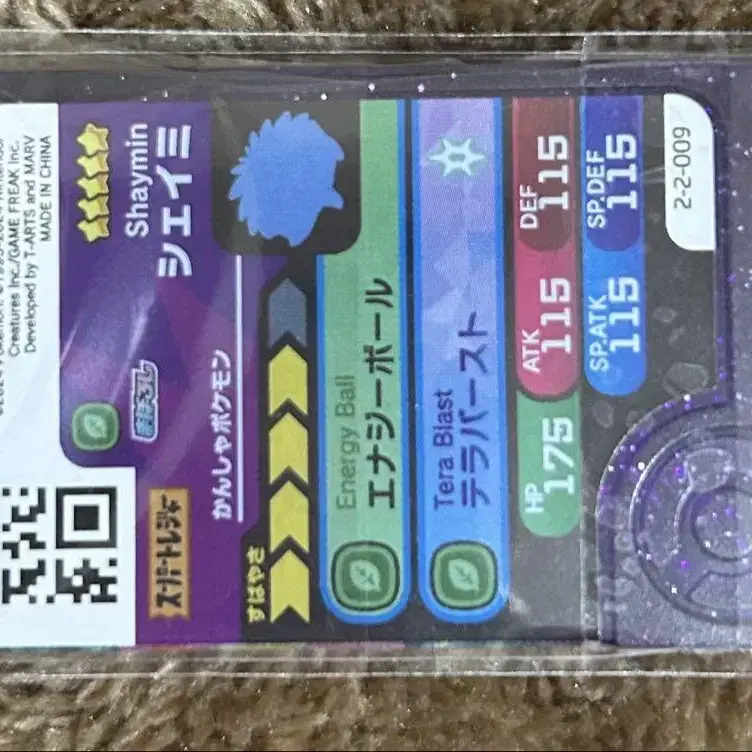 Creatures Inc./GAME FREAK inc.
Developed by T-ARTS and MARV
MADE IN CHINA
Shaymin
シェイミ
スーパートレジャー
かんしゃポケモン
すばやさ
Energy Ball
エナジーボール
Tera Blast
テラバースト
HP
175
ATK
115
DEF
115
SP.ATK
115
SP.DEF
115
2-2-009